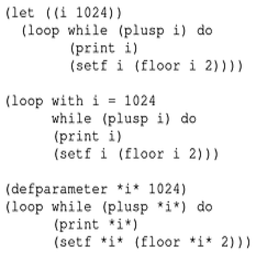 (let ((i 1024))
  (loop while (plusp i) do
        (print i)
        (setf i (floor i 2))))

(loop with i = 1024
      while (plusp i) do
      (print i)
      (setf i (floor i 2)))

(defparameter *i* 1024)
(loop while (plusp *i*) do
      (print *i*)
      (setf *i* (floor *i* 2)))